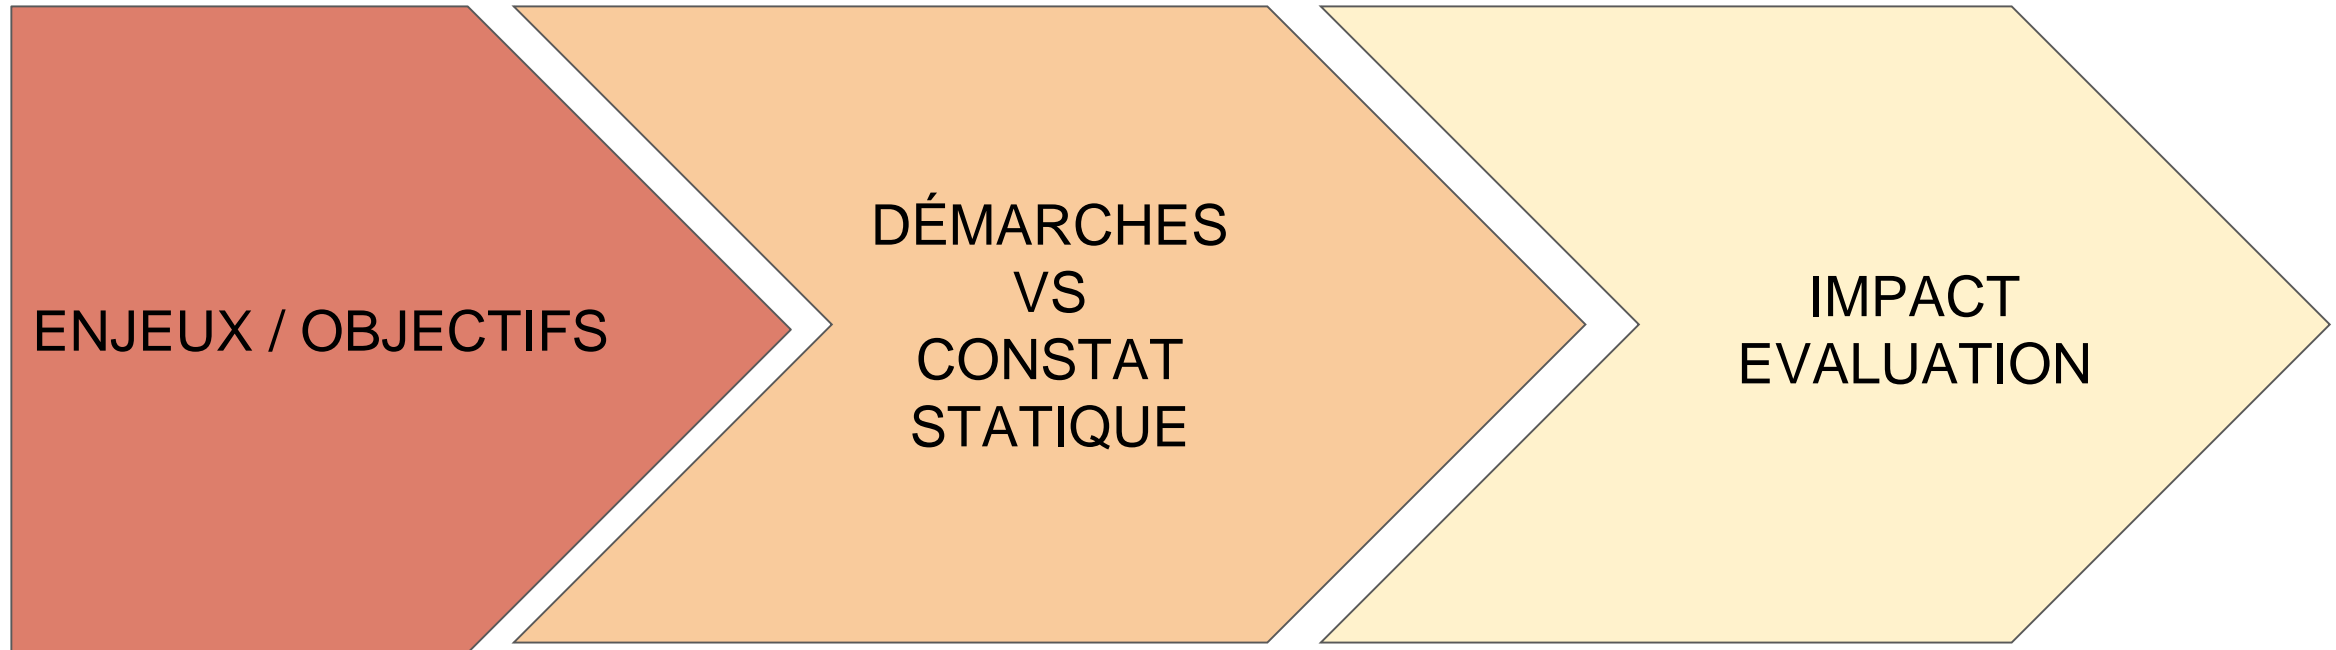 ENJEUX / OBJECTIFS
DÉMARCHES
VS
CONSTAT
STATIQUE
IMPACT
EVALUATION